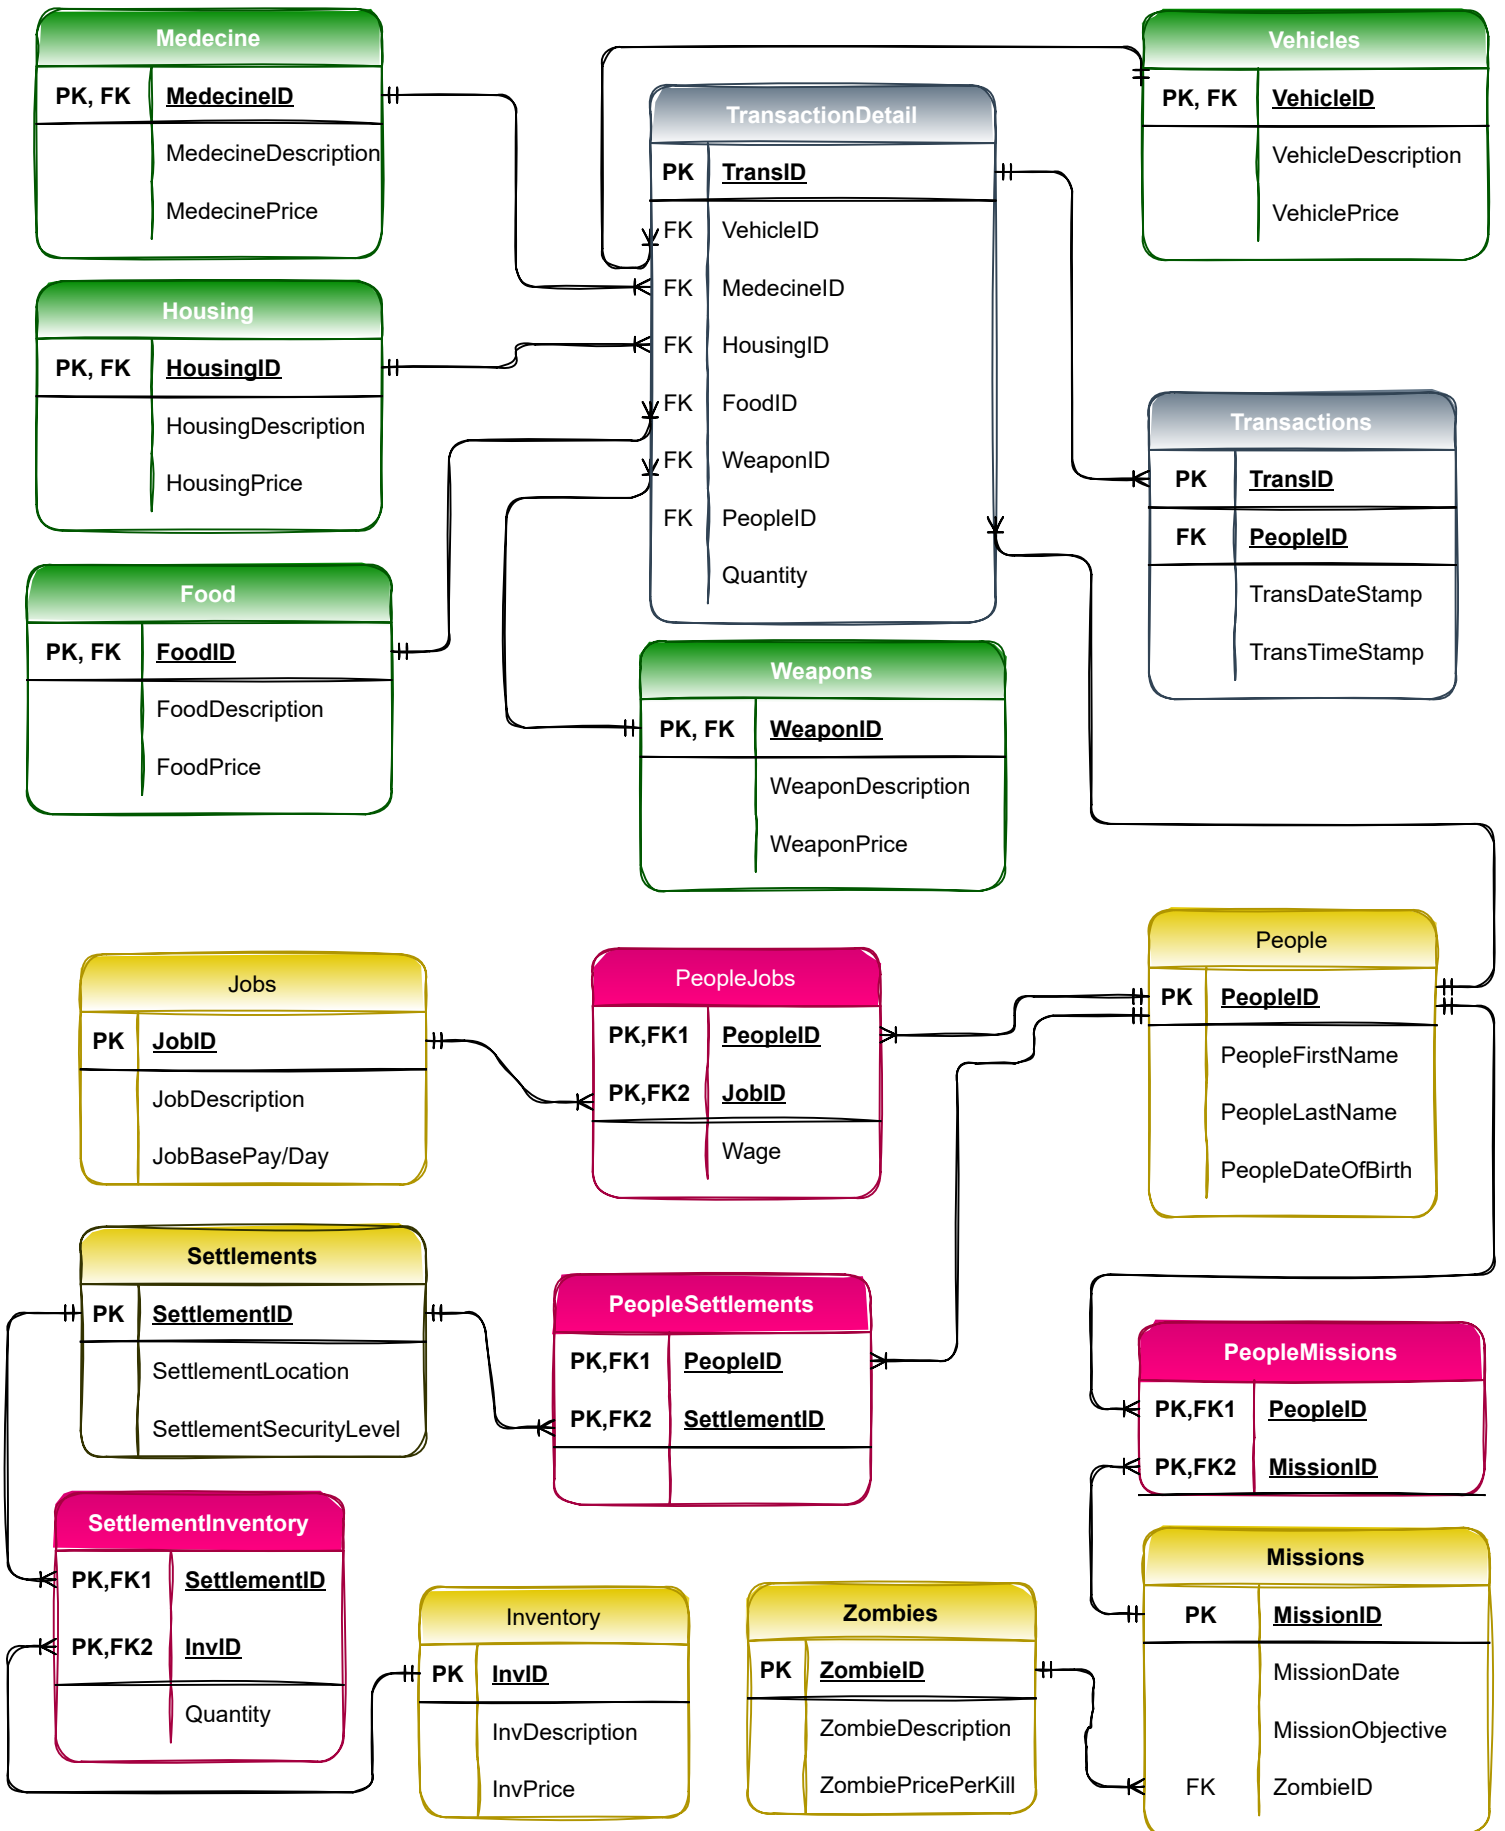 Medecine
PK, FK MedecineID
MedecineDescription
MedecinePrice
Vehicles
PK, FK VehicleID
VehicleDescription
VehiclePrice
TransactionDetail
PK TransID
FK VehicleID
FK MedecineID
FK HousingID
FK FoodID
FK WeaponID
FK PeopleID
Quantity
Housing
PK, FK HousingID
HousingDescription
HousingPrice
Transactions
PK TransID
FK PeopleID
TransDateStamp
TransTimeStamp
Food
PK, FK FoodID
FoodDescription
FoodPrice
Weapons
PK, FK WeaponID
WeaponDescription
WeaponPrice
Jobs
PK JobID
JobDescription
JobBasePay/Day
PeopleJobs
PK,FK1 PeopleID
PK,FK2 JobID
Wage
People
PK PeopleID
PeopleFirstName
PeopleLastName
PeopleDateOfBirth
Settlements
PK SettlementID
SettlementLocation
SettlementSecurityLevel
PeopleSettlements
PK,FK1 PeopleID
PK,FK2 SettlementID
PeopleMissions
PK,FK1 PeopleID
PK,FK2 MissionID
SettlementInventory
PK,FK1 SettlementID
PK,FK2 InvID
Quantity
Inventory
PK InvID
InvDescription
InvPrice
Zombies
PK ZombieID
ZombieDescription
ZombiePricePerKill
Missions
PK MissionID
MissionDate
MissionObjective
FK ZombieID